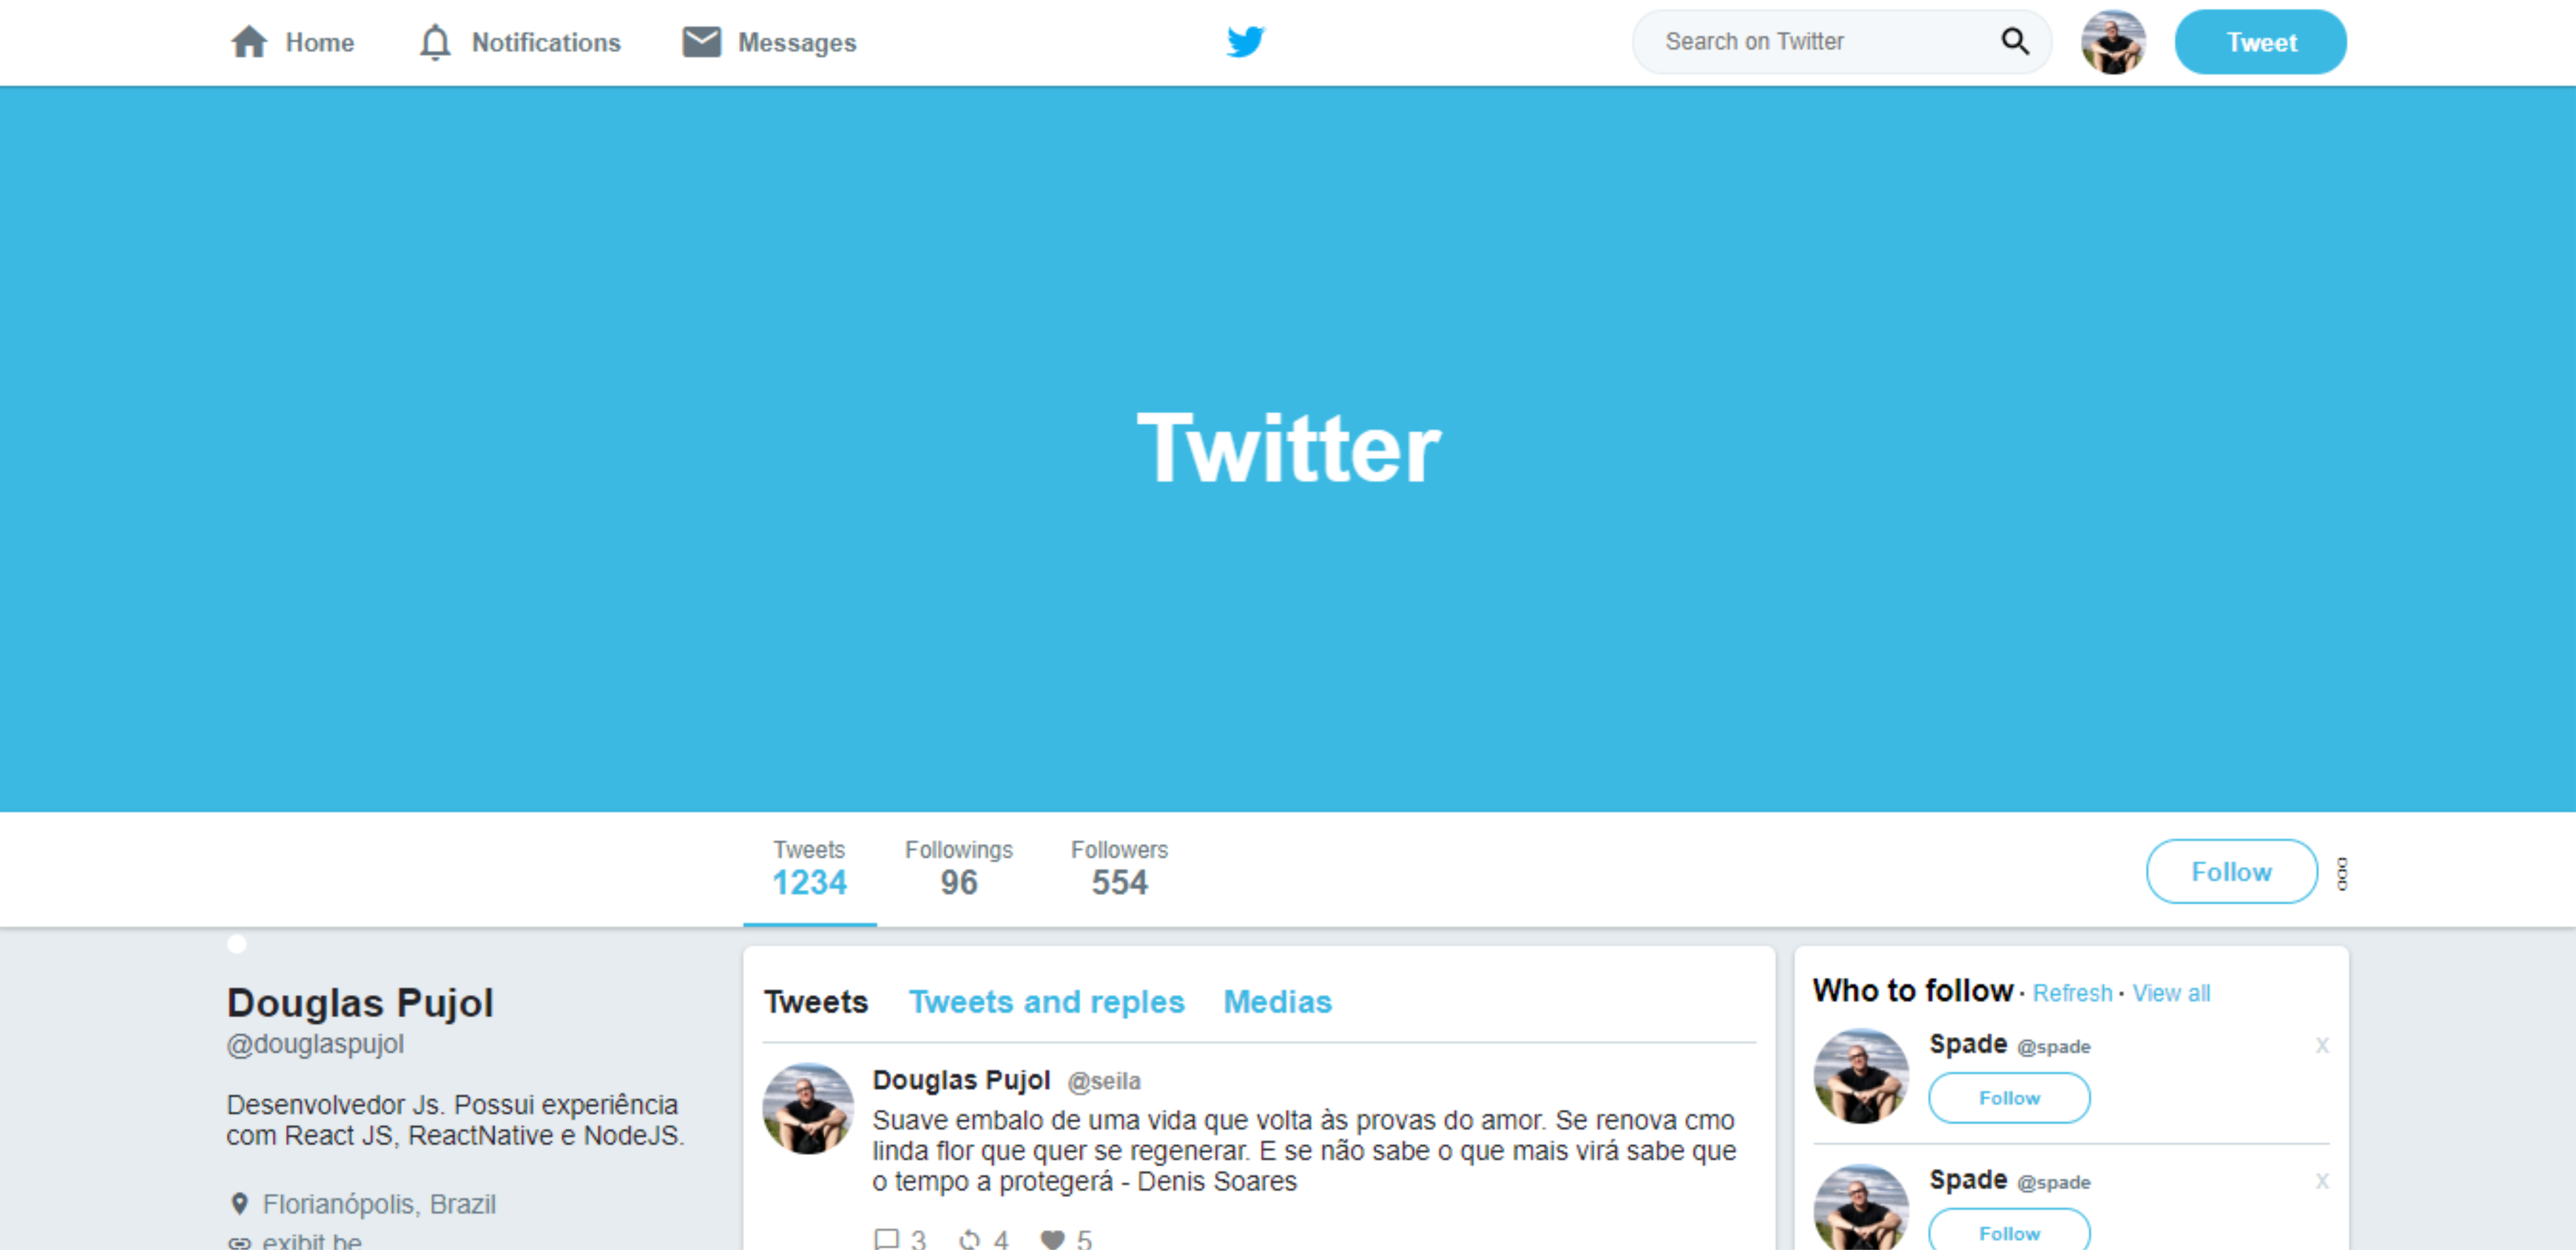 Home Notifications Messages
Search on Twitter
Tweet
Twitter
Tweets Followings Followers
1234 96 554
Follow
Douglas Pujol
@douglaspujol
Desenvolvedor Js. Possui experiência
com React JS, ReactNative e NodeJS.
Florianópolis, Brazil
exibit.be
Tweets Tweets and reples Medias
Douglas Pujol @seila
Suave embalo de uma vida que volta às provas do amor. Se renova cmo
linda flor que quer se regenerar. E se não sabe o que mais virá sabe que
o tempo a protegerá - Denis Soares
3 4 5
Who to follow · Refresh · View all
Spade @spade x
Follow
Spade @spade x
Follow